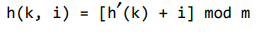 h(k, i) = [h′(k) + i] mod m